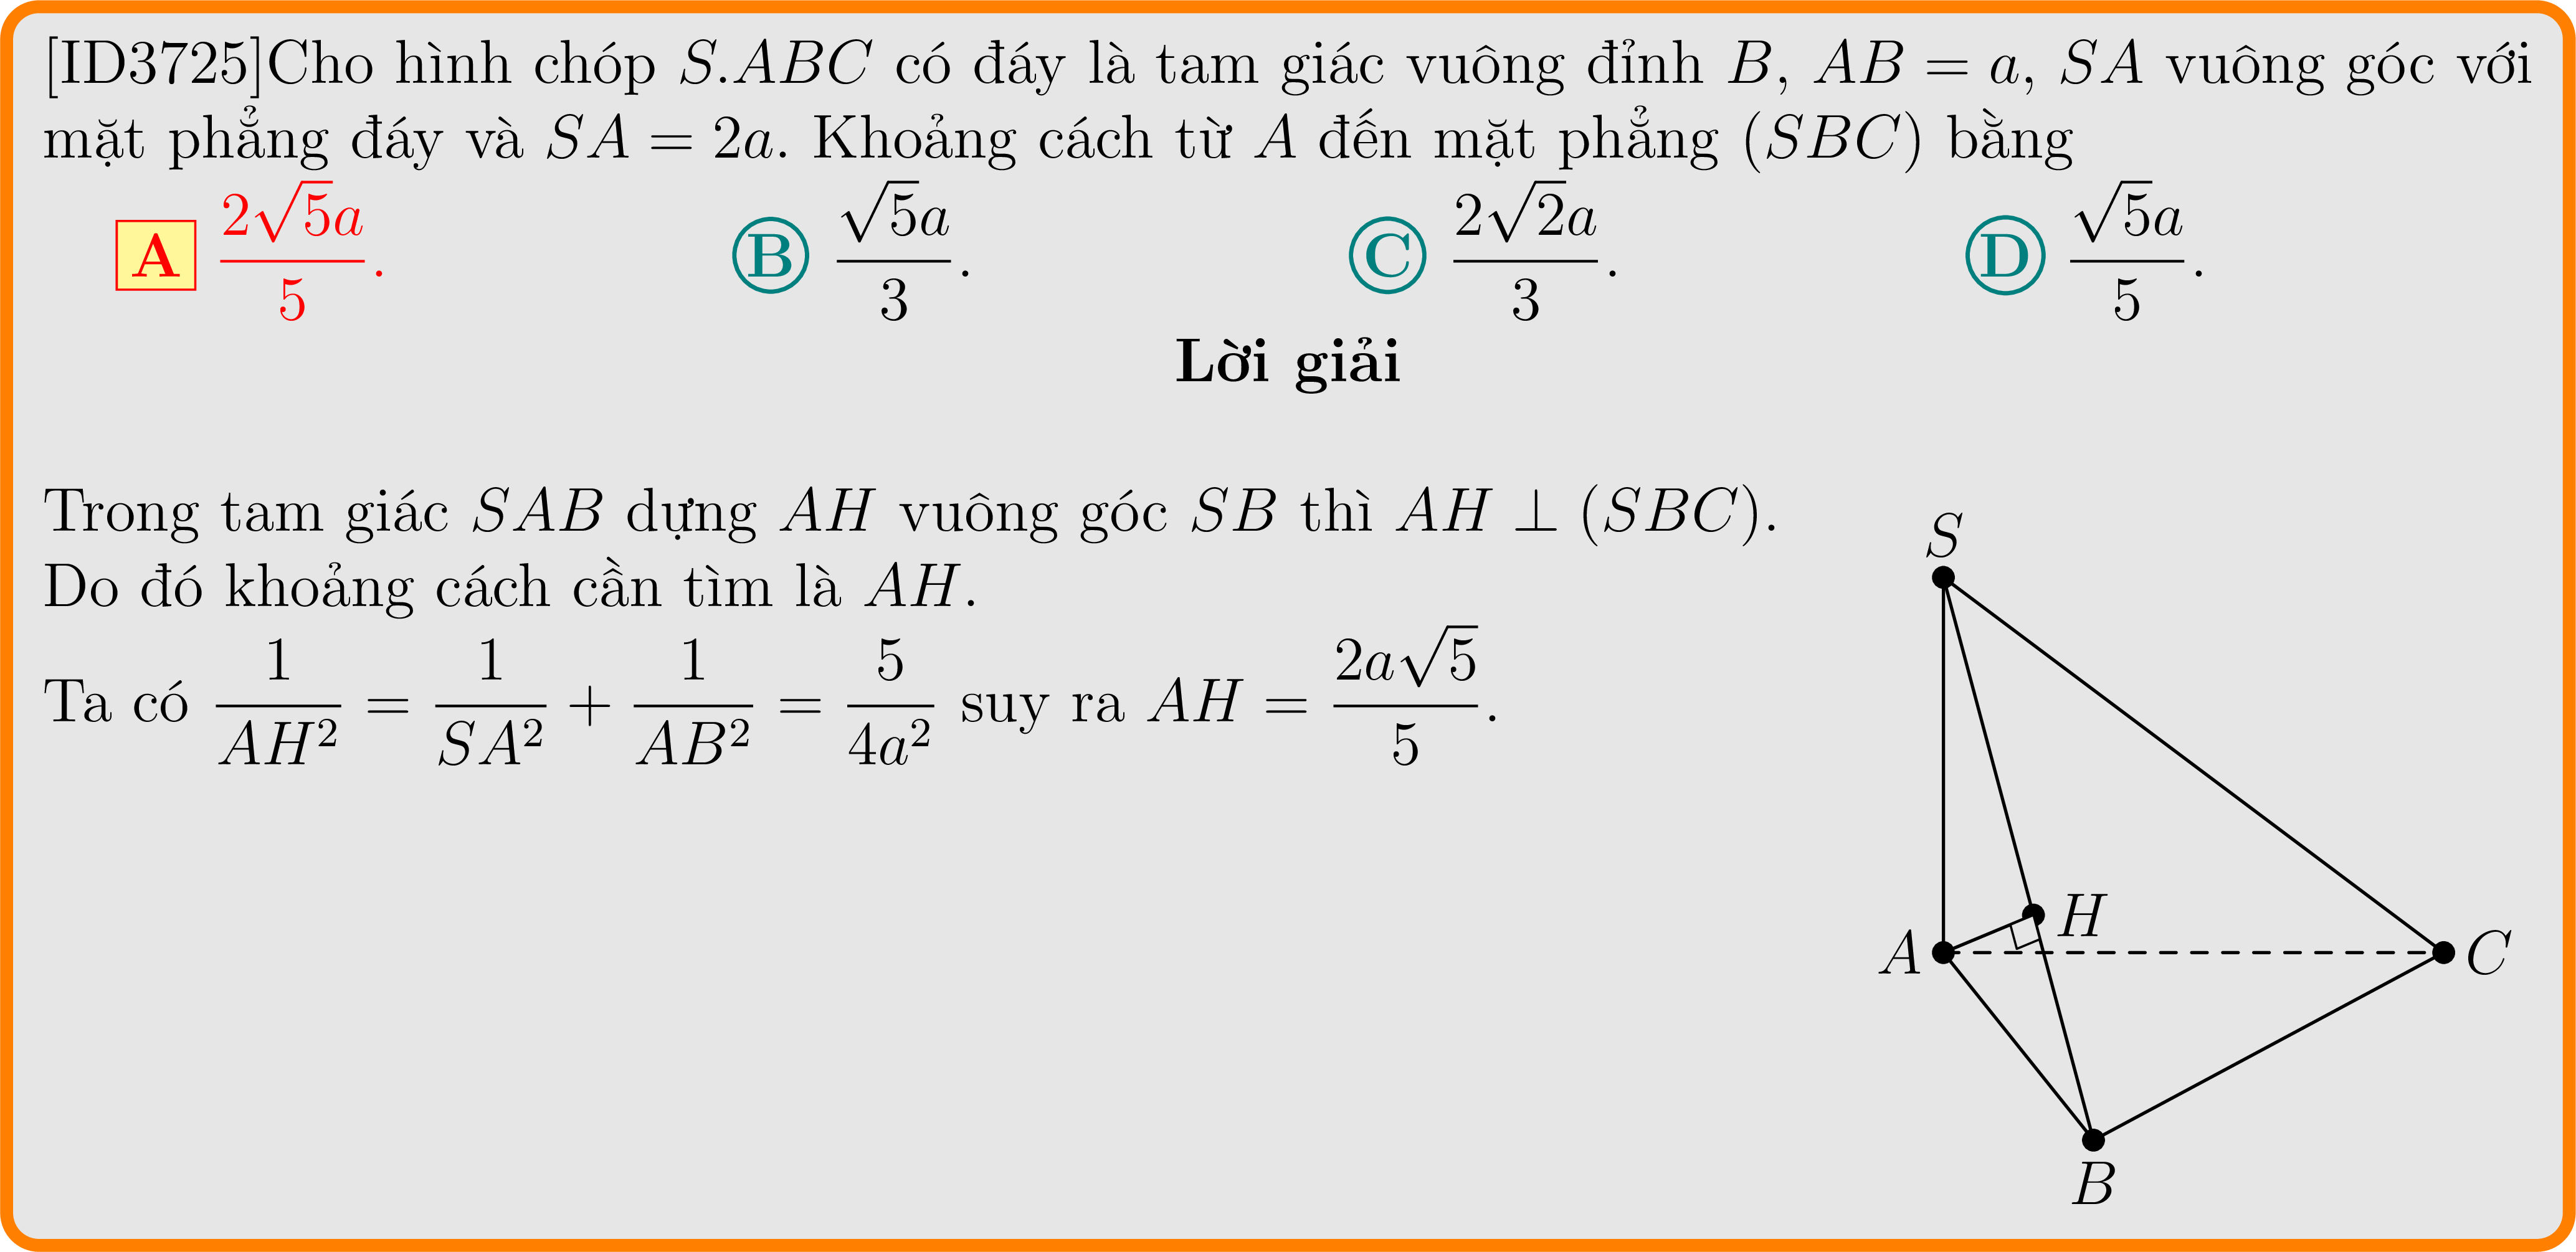 [ID3725]Cho hình chóp S.ABC có đáy là tam giác vuông đỉnh B, AB = a, SA vuông góc với
mặt phẳng đáy và SA = 2a. Khoảng cách từ A đến mặt phẳng (SBC) bằng
A $\frac{2\sqrt{5}a}{5}$. B $\frac{\sqrt{5}a}{3}$. C $\frac{2\sqrt{2}a}{3}$. D $\frac{\sqrt{5}a}{5}$.
Lời giải
Trong tam giác SAB dựng AH vuông góc SB thì AH ⊥ (SBC).
Do đó khoảng cách cần tìm là AH.
Ta có $\frac{1}{AH^2} = \frac{1}{SA^2} + \frac{1}{AB^2} = \frac{5}{4a^2}$ suy ra $AH = \frac{2a\sqrt{5}}{5}$.
S
H
A
C
B